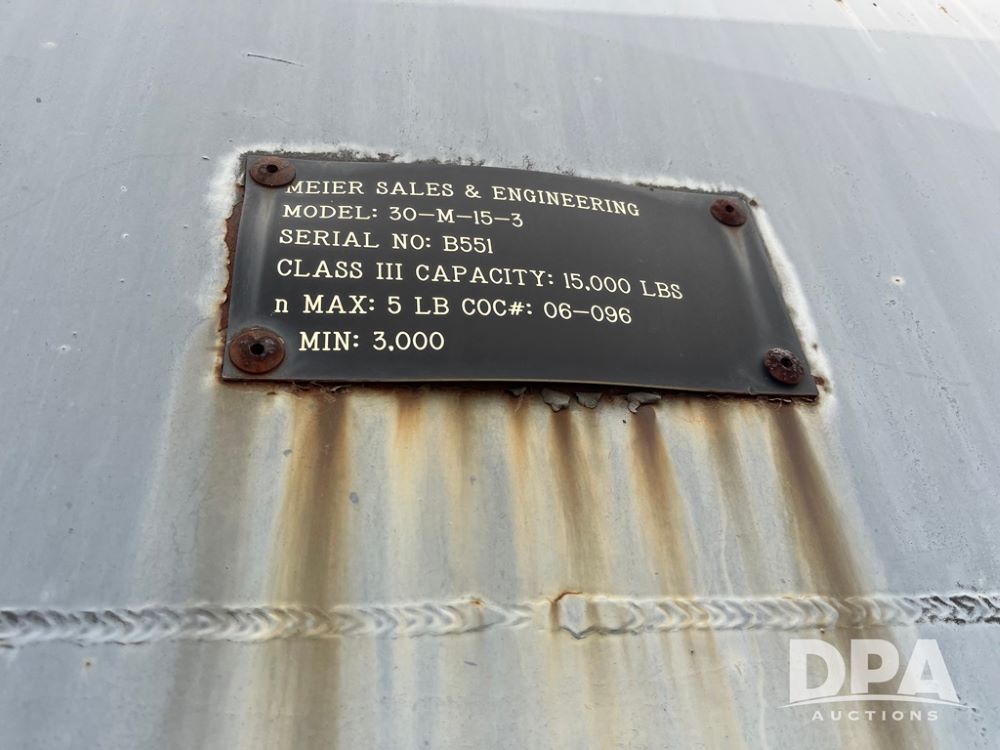 MEIER SALES & ENGINEERING
MODEL: 30-M-15-3
SERIAL NO: B551
CLASS III CAPACITY: 15,000 LBS
n MAX: 5 LB COC#: 06-096
MIN: 3,000
DPA
AUCTIONS